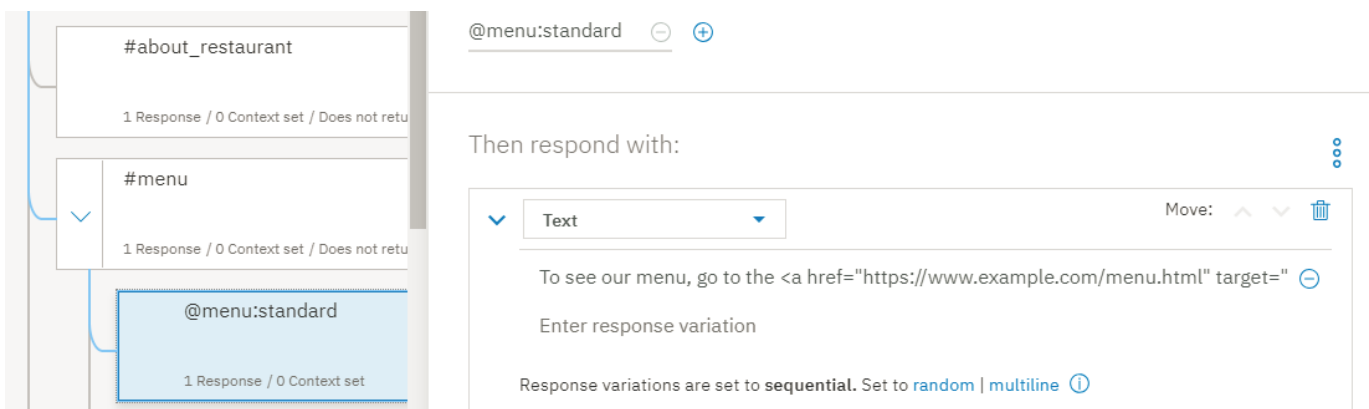 #about_restaurant
1 Response / 0 Context set / Does not retu
#menu
1 Response / 0 Context set / Does not retu
@menu:standard
1 Response / 0 Context set
@menu:standard
Then respond with:
Text
Move:
To see our menu, go to the <a href="https://www.example.com/menu.html" target="
Enter response variation
Response variations are set to sequential. Set to random | multiline